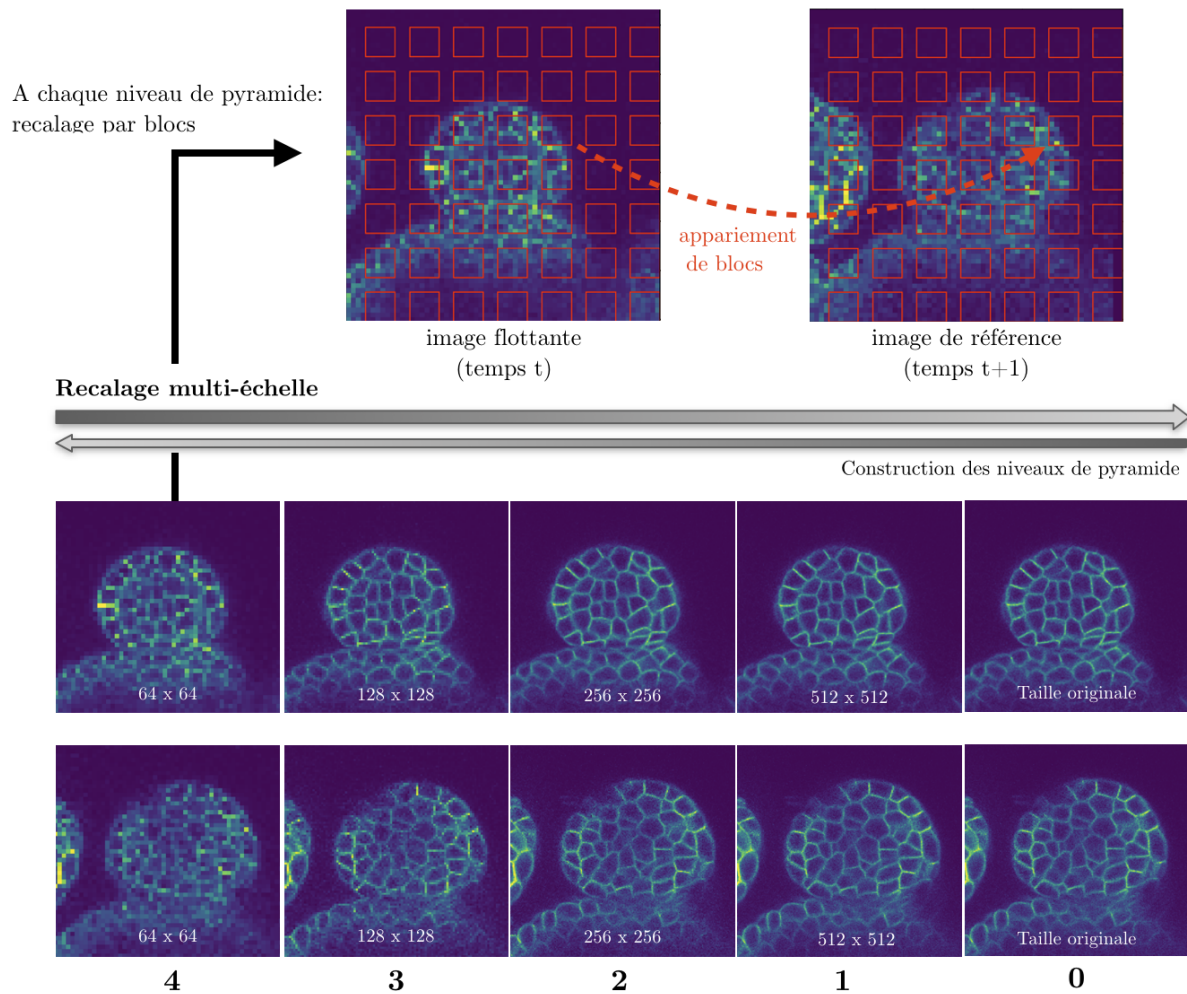 A chaque niveau de pyramide:
recalage par blocs
appariement
de blocs
image flottante
(temps t)
image de référence
(temps t+1)
Recalage multi-échelle
Construction des niveaux de pyramide
64 x 64
128 x 128
256 x 256
512 x 512
Taille originale
64 x 64
128 x 128
256 x 256
512 x 512
Taille originale
4
3
2
1
0